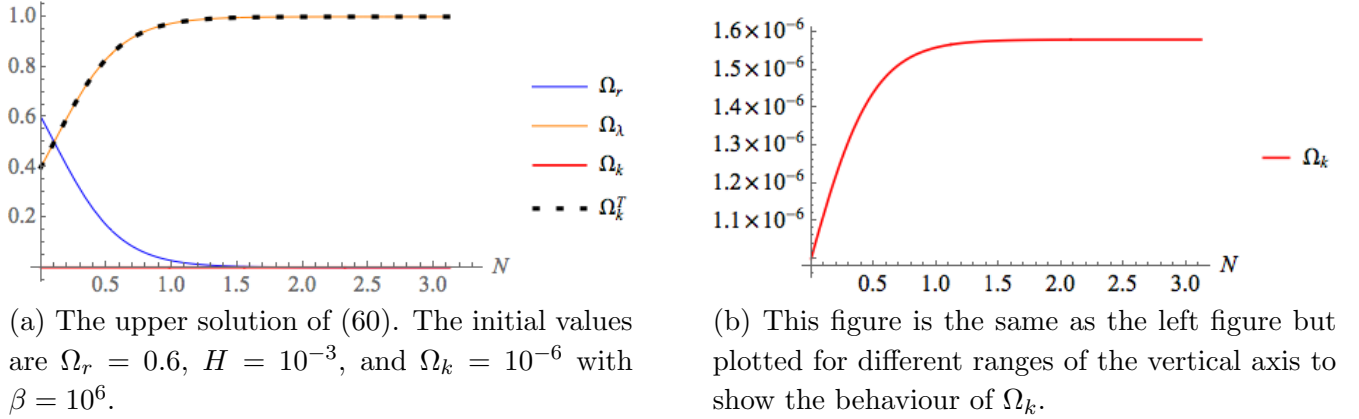 1.0
0.8
0.6
0.4
0.2
0.5 1.0 1.5 2.0 2.5 3.0
N
Ω_r
Ω_λ
Ω_k
Ω_k^T
(a) The upper solution of (60). The initial values
are Ω_r = 0.6, H = 10^{-3}, and Ω_k = 10^{-6} with
β = 10^6.
1.6×10^{-6}
1.5×10^{-6}
1.4×10^{-6}
1.3×10^{-6}
1.2×10^{-6}
1.1×10^{-6}
0.5 1.0 1.5 2.0 2.5 3.0
N
Ω_k
(b) This figure is the same as the left figure but
plotted for different ranges of the vertical axis to
show the behaviour of Ω_k.